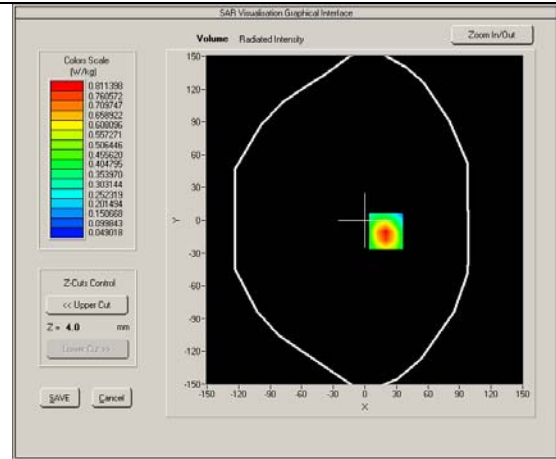 SAR Visualisation Graphical Interface
Volume Radiated Intensity
Zoom In/Out
Colors Scale
(W/kg)
0.811398
0.760572
0.709747
0.658922
0.608096
0.557271
0.506446
0.455620
0.404795
0.353970
0.303144
0.252319
0.201494
0.150668
0.099843
0.049018
Z-Cuts Control
<< Upper Cut
Z = 4.0 mm
Lower Cut >>
SAVE
Cancel
150
120
90
60
30
0
-30
-60
-90
-120
-150
Y
-150 -120 -90 -60 -30 0 30 60 90 120 150
X